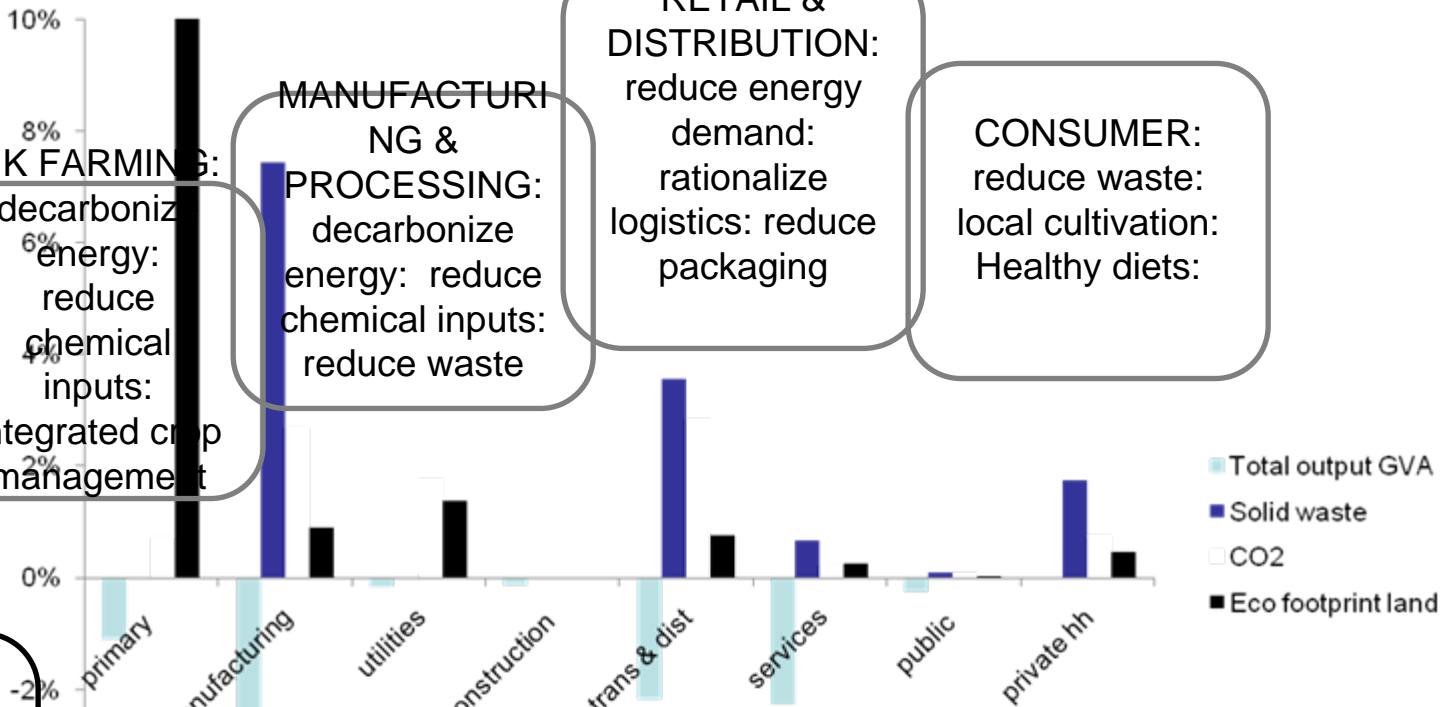 10%
8%
6%
4%
2%
0%
-2%
K FARMING:
decarboniz
energy:
reduce
chemical
inputs:
ntegrated crop
management
MANUFACTURI
NG &
PROCESSING:
decarbonize
energy: reduce
chemical inputs:
reduce waste
RETAIL &
DISTRIBUTION:
reduce energy
demand:
rationalize
logistics: reduce
packaging
CONSUMER:
reduce waste:
local cultivation:
Healthy diets:
Total output GVA
Solid waste
CO2
Eco footprint land
primary
nufacturing
utilities
onstruction
trans & dist
services
public
private hh